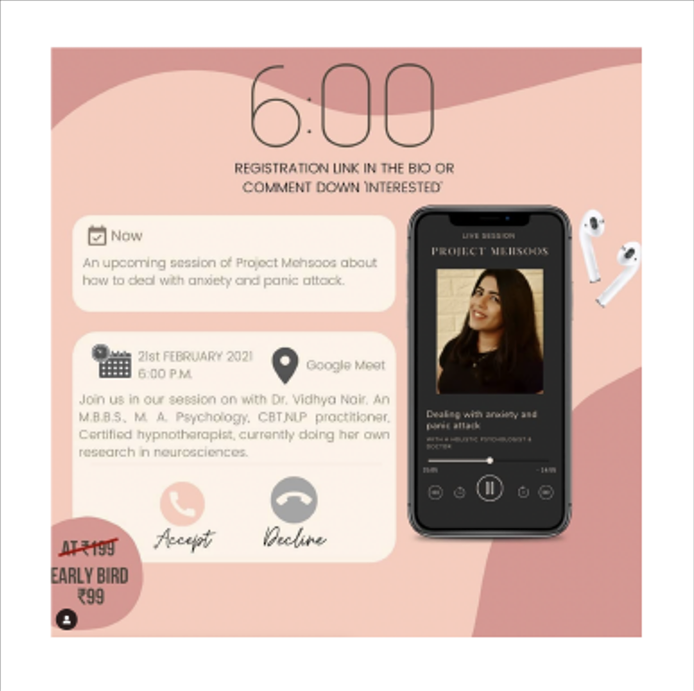 6:00
REGISTRATION LINK IN THE BIO OR
COMMENT DOWN 'INTERESTED'
Now
An upcoming session of Project Mehsoos about
how to deal with anxiety and panic attack.
21st FEBRUARY 2021
6:00 P.M.
Google Meet
Join us in our session on with Dr. Vidhya Nair. An
M.B.B.S., M. A. Psychology, CBT,NLP practitioner,
Certified hypnotherapist, currently doing her own
research in neurosciences.
Accept
Decline
AT ₹199
EARLY BIRD
₹99
LIVE SESSION
PROJECT MEHSOOS
Dealing with anxiety and
panic attack
WITH A HOLISTIC PSYCHOLOGIST &
DOCTOR